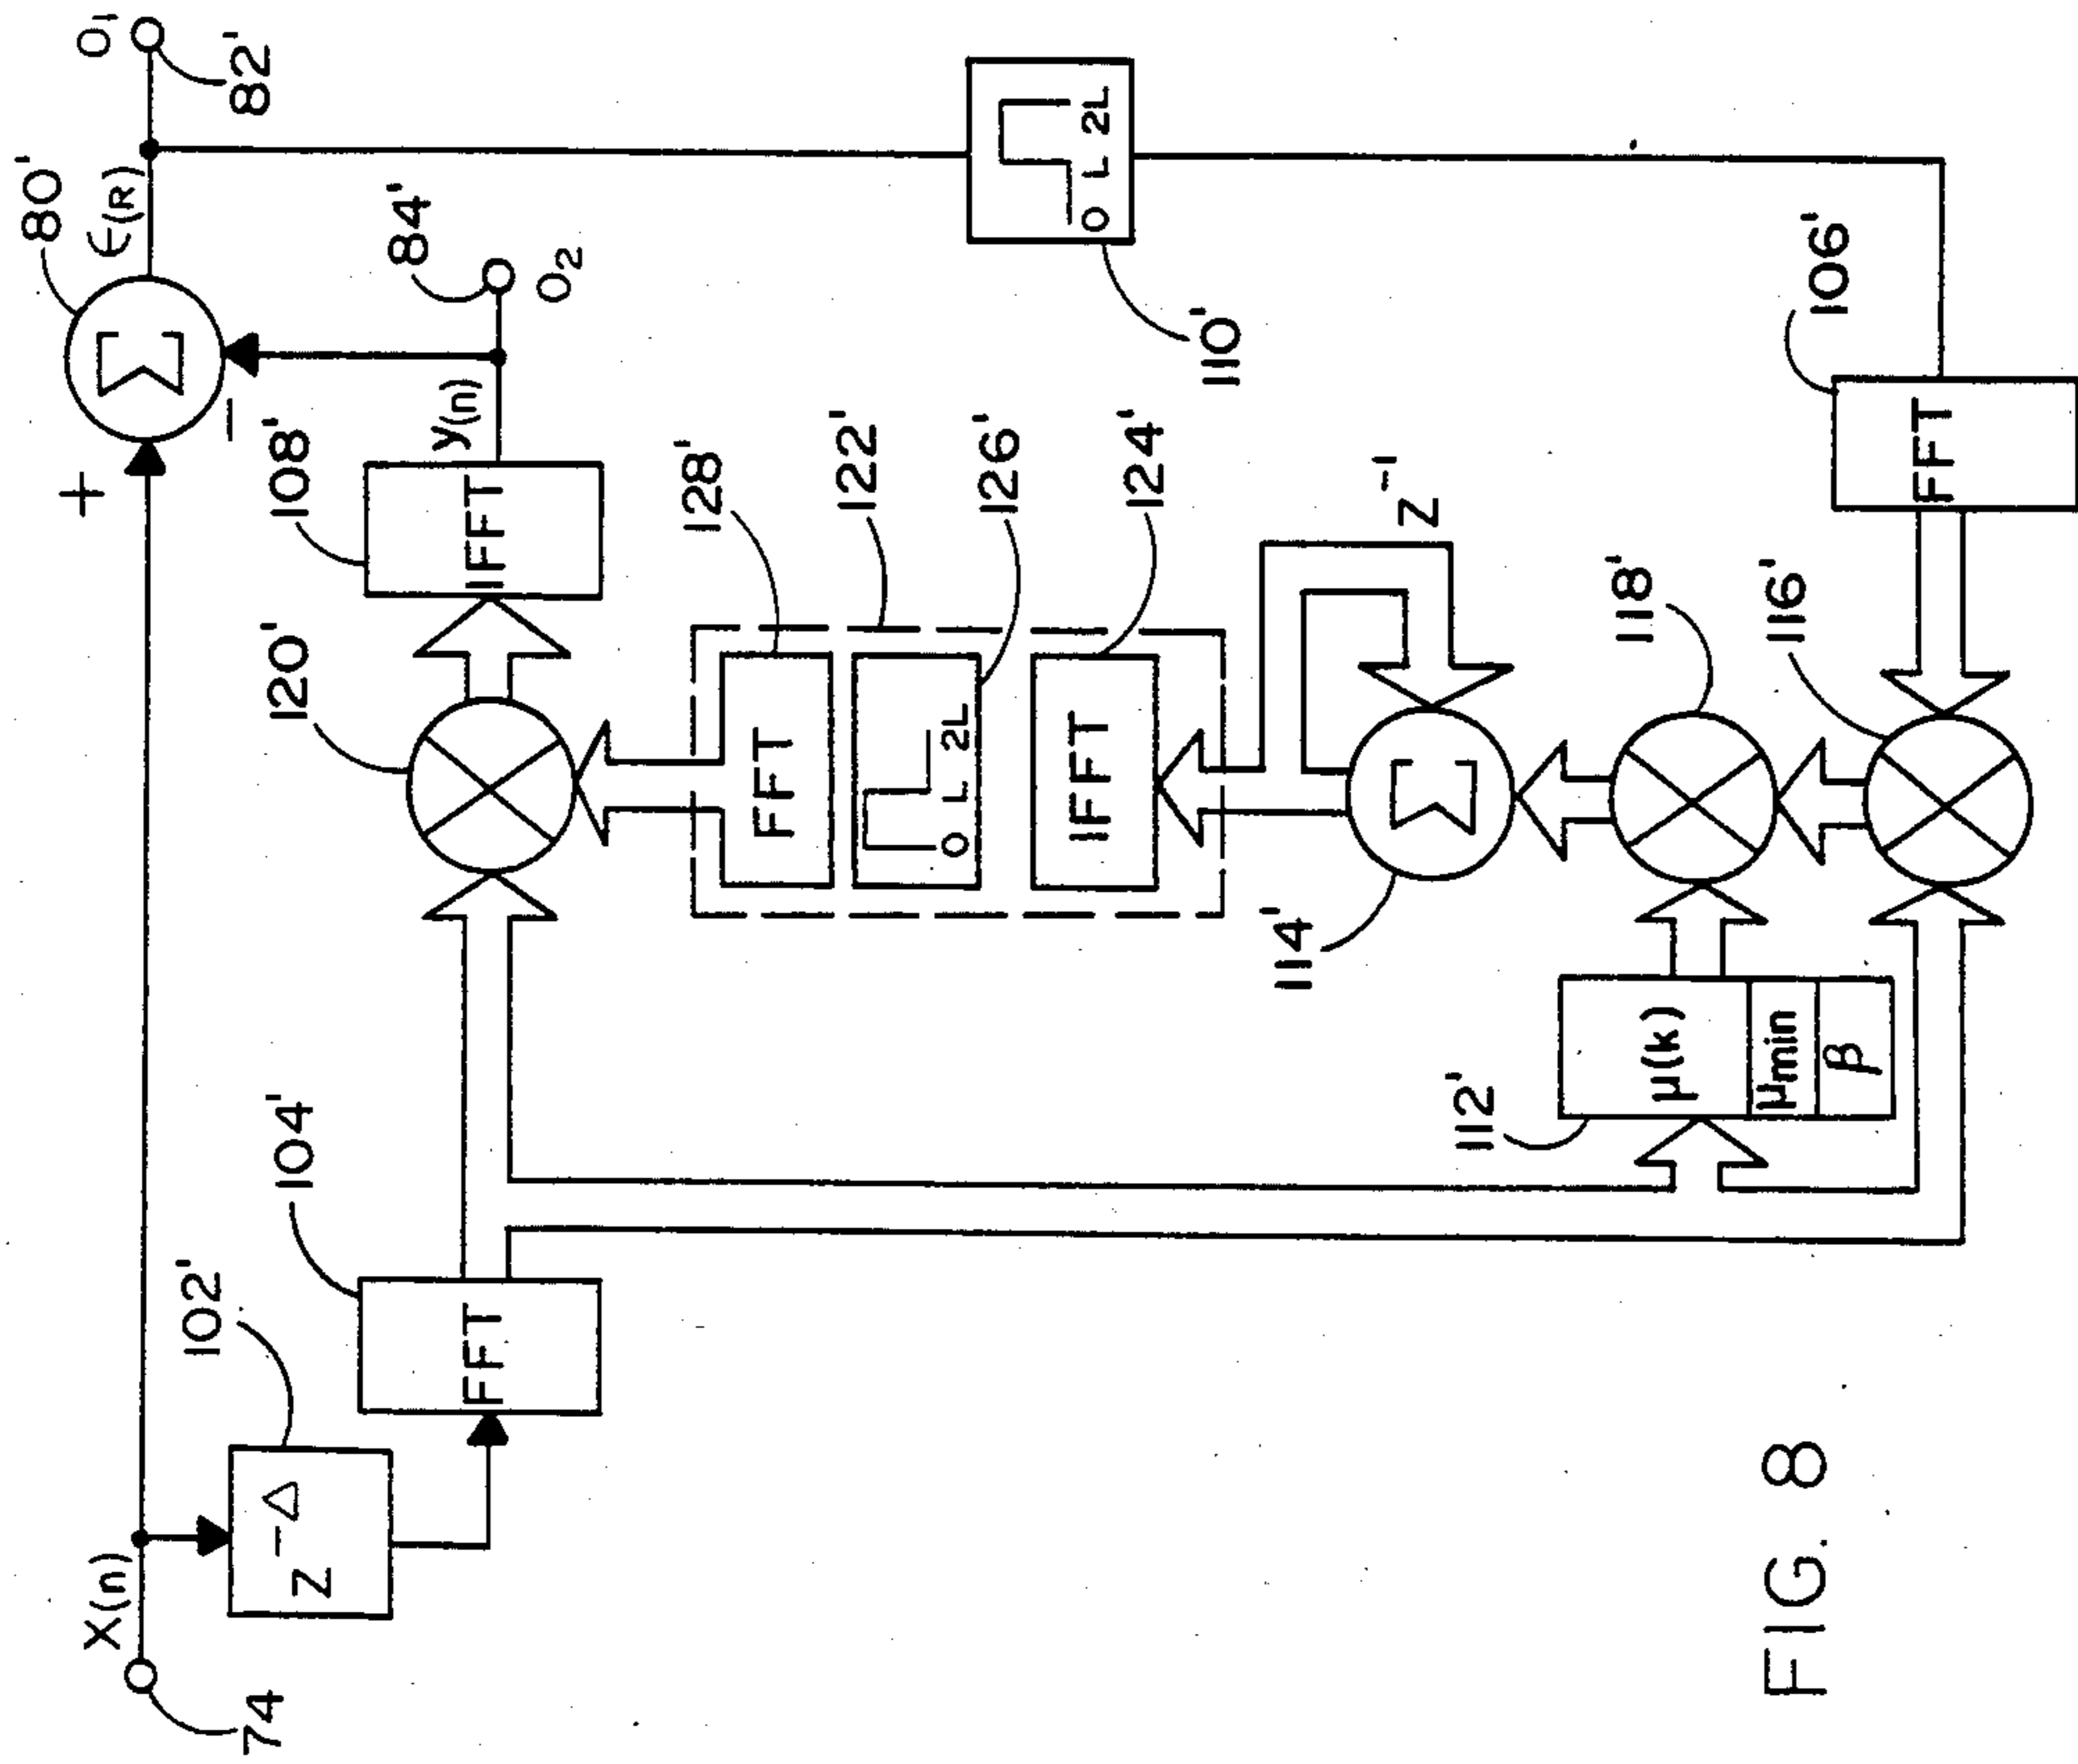 X(n)
74
+
−
80'
Σ
ϵ(R)
O1
82'
102'
z^-Δ
104'
FFT
120'
108'
IFFT
y(n)
84'
O2
128'
FFT
122'
126'
0 L 2L
124'
IFFT
110'
0 L 2L
114'
Σ
z^-1
112'
μ(k)
μmin
β
118'
116'
106'
FFT
FIG. 8